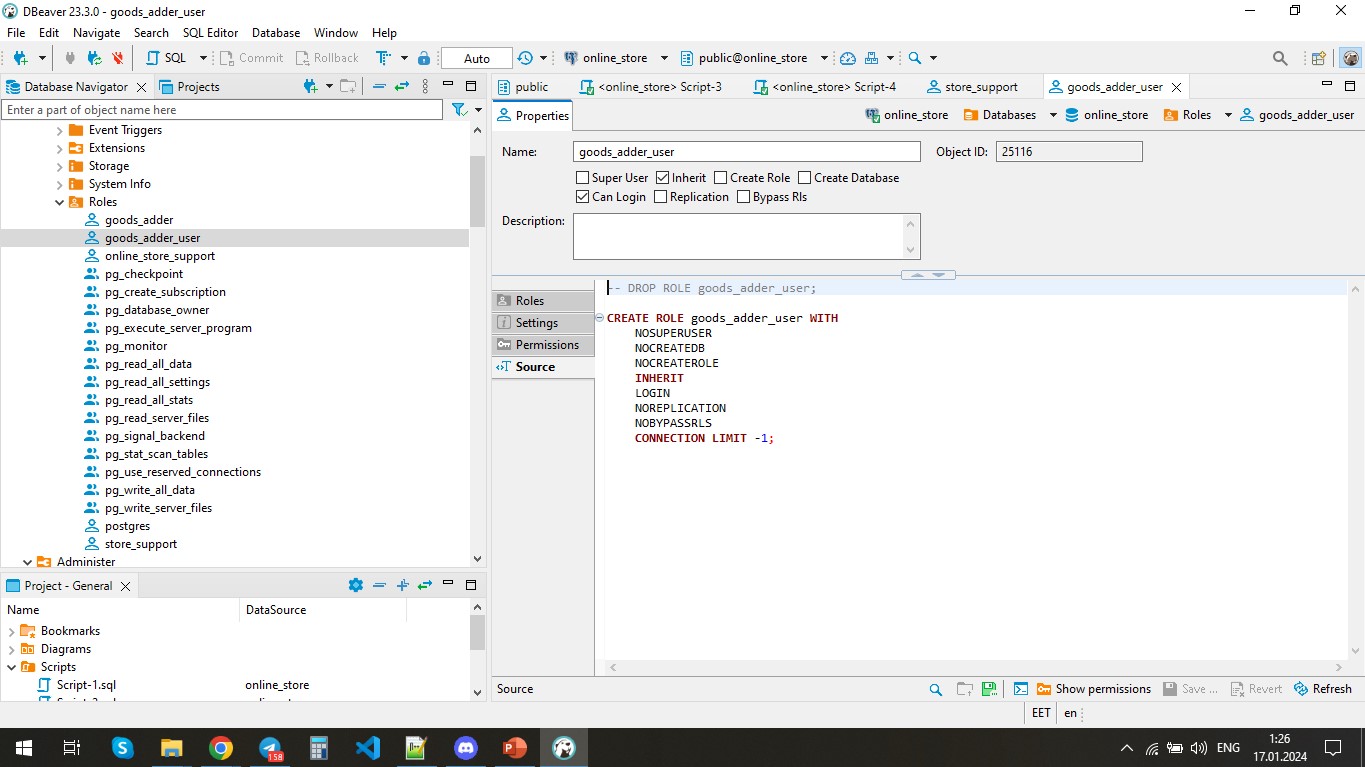 DBeaver 23.3.0 - goods_adder_user
File Edit Navigate Search SQL Editor Database Window Help
SQL Commit Rollback Auto online_store public@online_store
Database Navigator Projects
public <online_store> Script-3 <online_store> Script-4 store_support goods_adder_user
Enter a part of object name here
Properties online_store Databases online_store Roles goods_adder_user
Event Triggers
Extensions
Storage
System Info
Roles
goods_adder
goods_adder_user
online_store_support
pg_checkpoint
pg_create_subscription
pg_database_owner
pg_execute_server_program
pg_monitor
pg_read_all_data
pg_read_all_settings
pg_read_all_stats
pg_read_server_files
pg_signal_backend
pg_stat_scan_tables
pg_use_reserved_connections
pg_write_all_data
pg_write_server_files
postgres
store_support
Administer
Name: goods_adder_user Object ID: 25116
Super User Inherit Create Role Create Database
Can Login Replication Bypass Rls
Description:
Roles
Settings
Permissions
Source
-- DROP ROLE goods_adder_user;
CREATE ROLE goods_adder_user WITH
NOSUPERUSER
NOCREATEDB
NOCREATEROLE
INHERIT
LOGIN
NOREPLICATION
NOBYPASSRLS
CONNECTION LIMIT -1;
Project - General
Name DataSource
Bookmarks
Diagrams
Scripts
Script-1.sql online_store
Source Show permissions Save ... Revert Refresh
EET en
158
ENG
1:26
17.01.2024